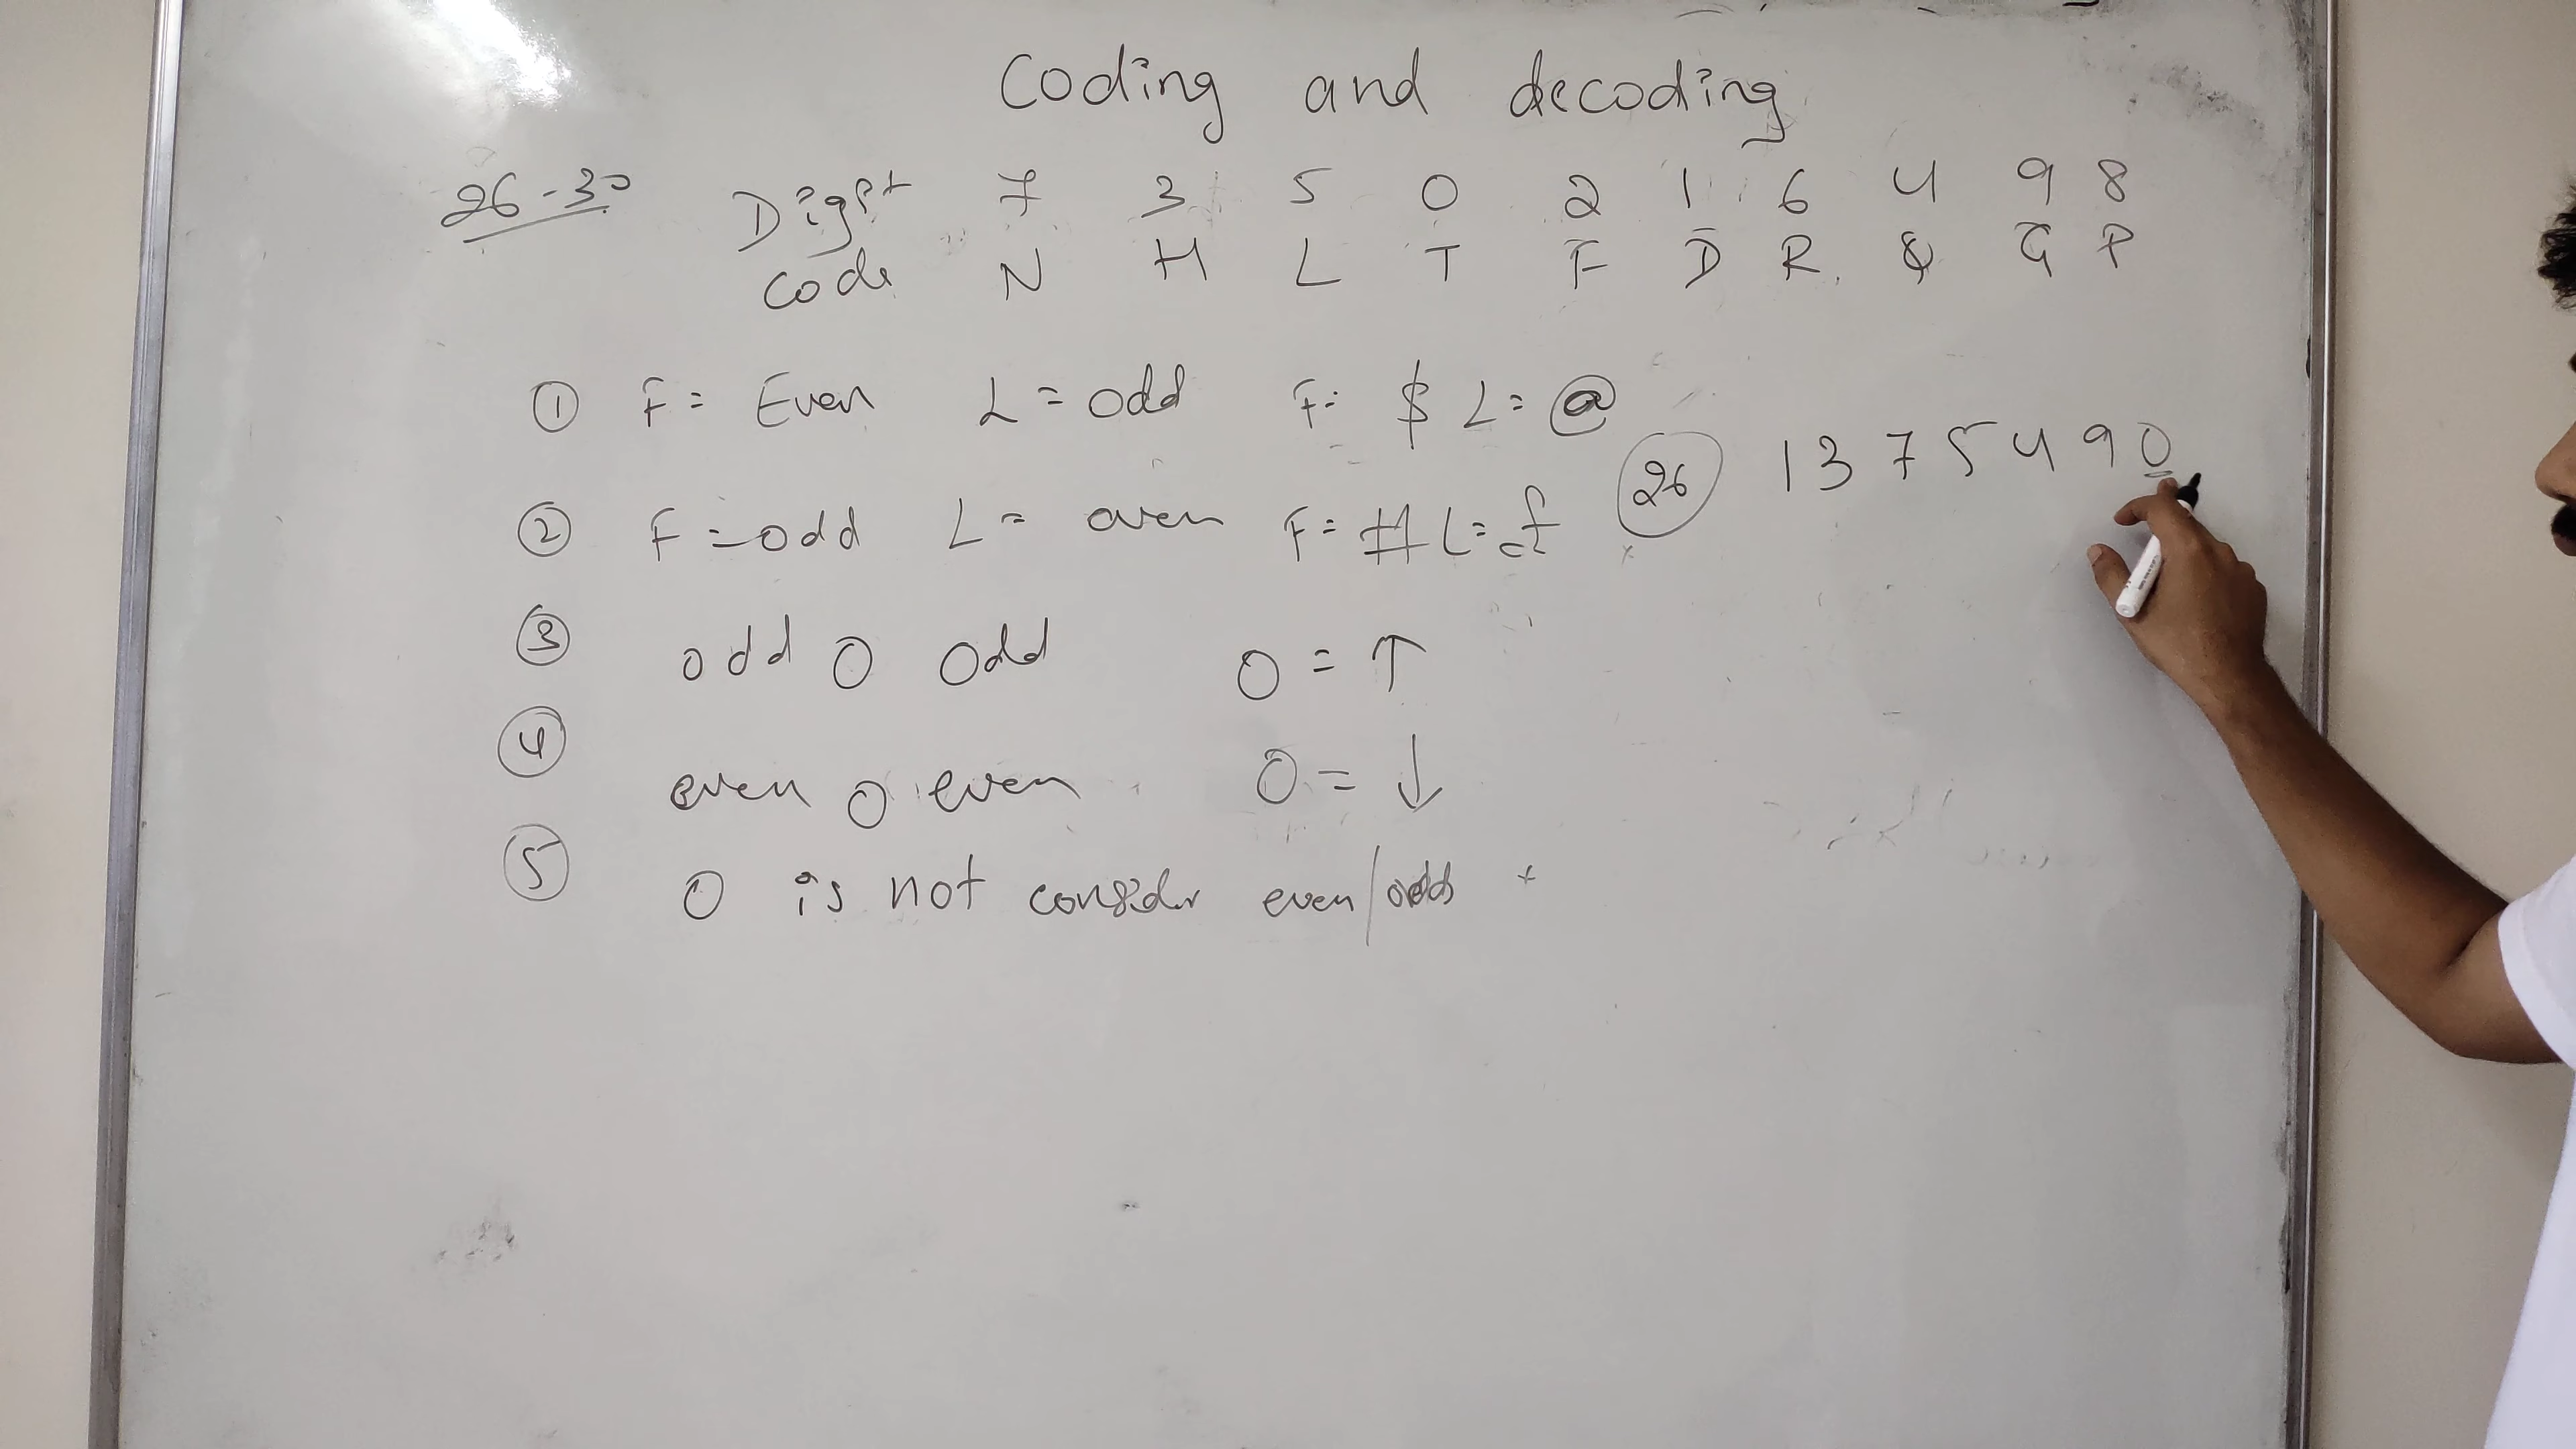 Coding and decoding
26-30 Digit 7 3 5 0 2 1 6 4 9 8
Code N H L T F D R Q G P
① F = Even L = odd F= $ L= @
② F = odd L = even F = # L =
㉖ 1 3 7 5 4 9 0
③ odd 0 odd 0 = ↑
④ even 0 even 0 = ↓
⑤ 0 is not consider even/odd